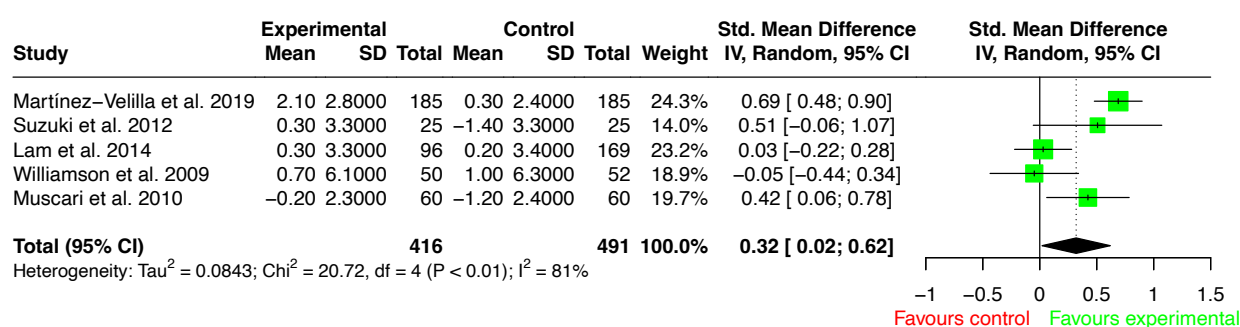 Experimental Control Std. Mean Difference Std. Mean Difference
Study Mean SD Total Mean SD Total Weight IV, Random, 95% CI IV, Random, 95% CI
Martínez−Velilla et al. 2019 2.10 2.8000 185 0.30 2.4000 185 24.3% 0.69 [ 0.48; 0.90]
Suzuki et al. 2012 0.30 3.3000 25 −1.40 3.3000 25 14.0% 0.51 [−0.06; 1.07]
Lam et al. 2014 0.30 3.3000 96 0.20 3.4000 169 23.2% 0.03 [−0.22; 0.28]
Williamson et al. 2009 0.70 6.1000 50 1.00 6.3000 52 18.9% −0.05 [−0.44; 0.34]
Muscari et al. 2010 −0.20 2.3000 60 −1.20 2.4000 60 19.7% 0.42 [ 0.06; 0.78]
Total (95% CI) 416 491 100.0% 0.32 [ 0.02; 0.62]
Heterogeneity: Tau² = 0.0843; Chi² = 20.72, df = 4 (P < 0.01); I² = 81%
−1 −0.5 0 0.5 1 1.5
Favours control Favours experimental